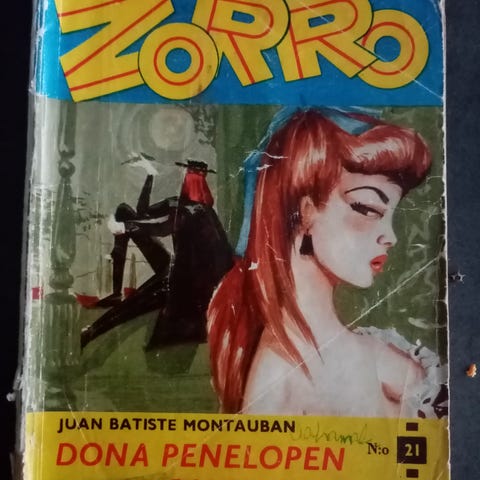 ZORRO
JUAN BATISTE MONTAUBAN
DONA PENELOPEN
N:o 21